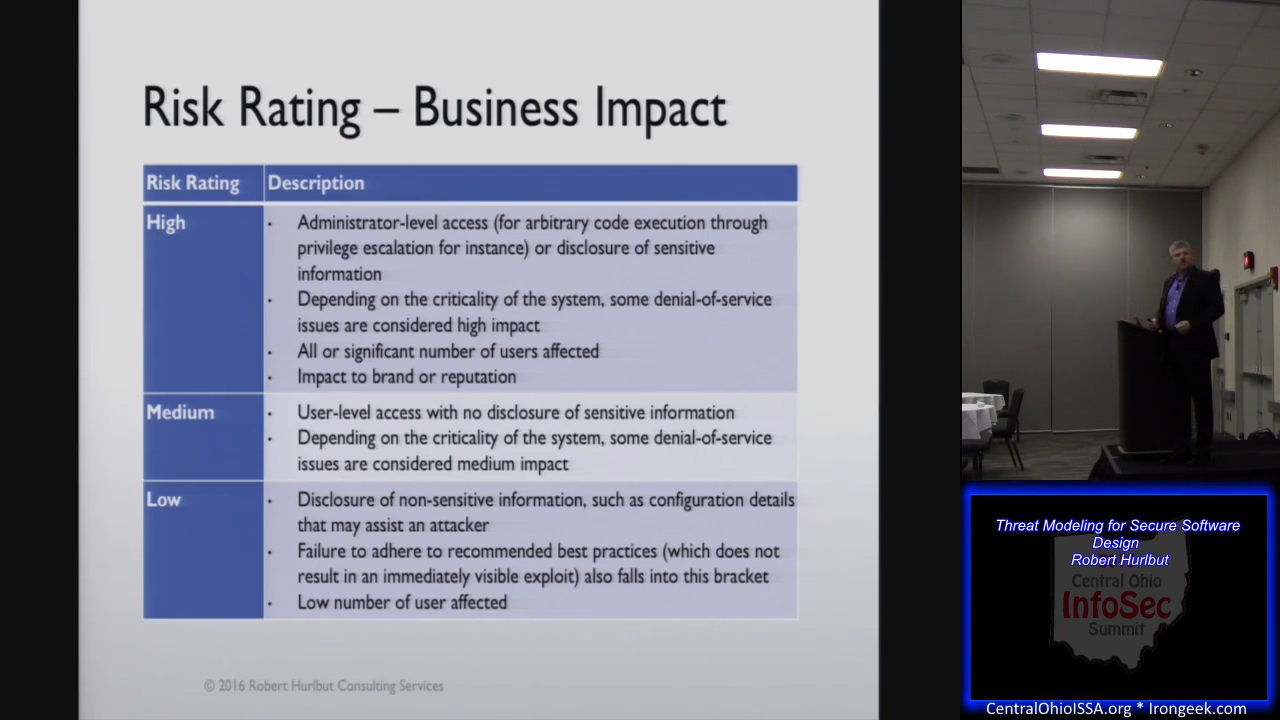 Risk Rating – Business Impact
Risk Rating
Description
High
· Administrator-level access (for arbitrary code execution through
privilege escalation for instance) or disclosure of sensitive
information
· Depending on the criticality of the system, some denial-of-service
issues are considered high impact
· All or significant number of users affected
· Impact to brand or reputation
Medium
· User-level access with no disclosure of sensitive information
· Depending on the criticality of the system, some denial-of-service
issues are considered medium impact
Low
· Disclosure of non-sensitive information, such as configuration details
that may assist an attacker
· Failure to adhere to recommended best practices (which does not
result in an immediately visible exploit) also falls into this bracket
· Low number of user affected
© 2016 Robert Hurlbut Consulting Services
Threat Modeling for Secure Software
Design
Robert Hurlbut
Central Ohio
InfoSec
Summit
CentralOhioISSA.org * Irongeek.com